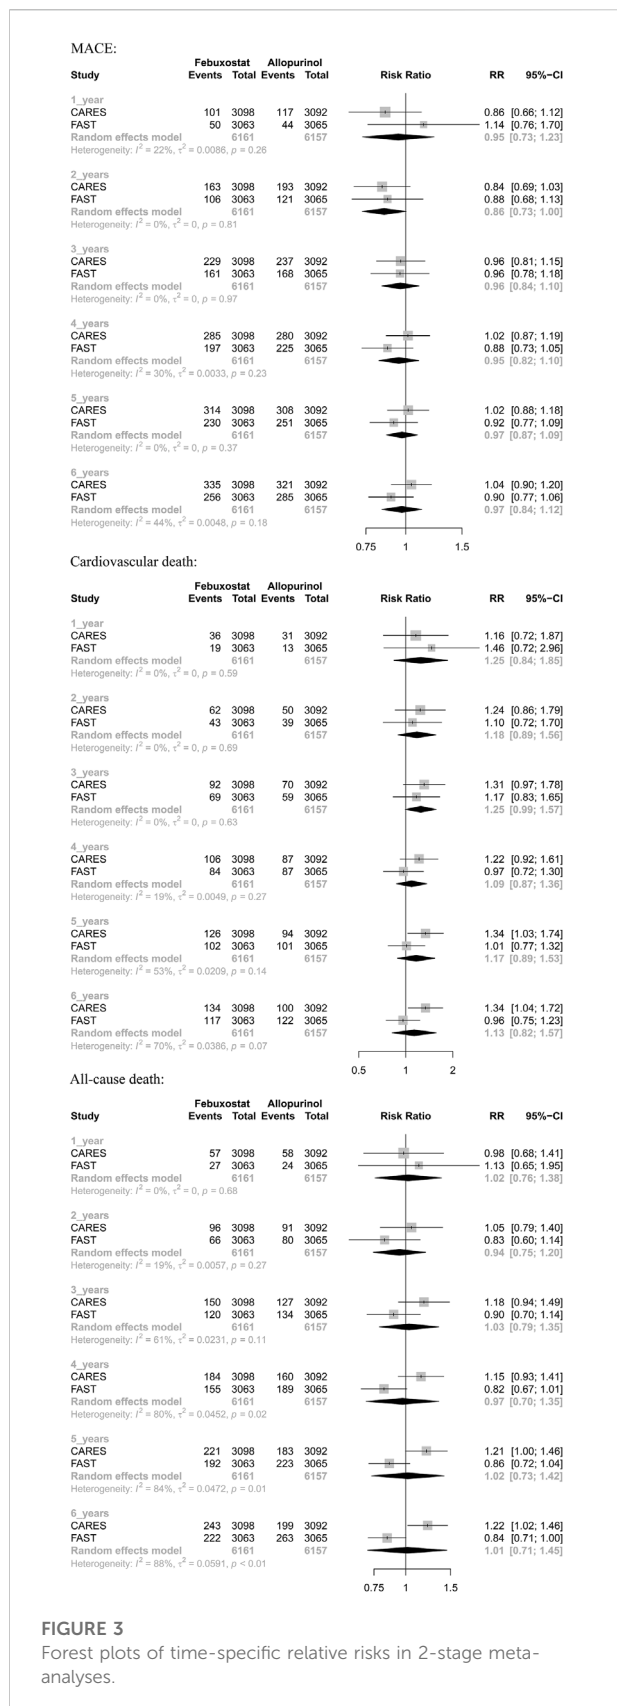 MACE:
Febuxostat Allopurinol
Study Events Total Events Total Risk Ratio RR 95%−CI
1_year
CARES 101 3098 117 3092 0.86 [0.66; 1.12]
FAST 50 3063 44 3065 1.14 [0.76; 1.70]
Random effects model 6161 6157 0.95 [0.73; 1.23]
Heterogeneity: I² = 22%, τ² = 0.0086, p = 0.26
2_years
CARES 163 3098 193 3092 0.84 [0.69; 1.03]
FAST 106 3063 121 3065 0.88 [0.68; 1.13]
Random effects model 6161 6157 0.86 [0.73; 1.00]
Heterogeneity: I² = 0%, τ² = 0, p = 0.81
3_years
CARES 229 3098 237 3092 0.96 [0.81; 1.15]
FAST 161 3063 168 3065 0.96 [0.78; 1.18]
Random effects model 6161 6157 0.96 [0.84; 1.10]
Heterogeneity: I² = 0%, τ² = 0, p = 0.97
4_years
CARES 285 3098 280 3092 1.02 [0.87; 1.19]
FAST 197 3063 225 3065 0.88 [0.73; 1.05]
Random effects model 6161 6157 0.95 [0.82; 1.10]
Heterogeneity: I² = 30%, τ² = 0.0033, p = 0.23
5_years
CARES 314 3098 308 3092 1.02 [0.88; 1.18]
FAST 230 3063 251 3065 0.92 [0.77; 1.09]
Random effects model 6161 6157 0.97 [0.87; 1.09]
Heterogeneity: I² = 0%, τ² = 0, p = 0.37
6_years
CARES 335 3098 321 3092 1.04 [0.90; 1.20]
FAST 256 3063 285 3065 0.90 [0.77; 1.06]
Random effects model 6161 6157 0.97 [0.84; 1.12]
Heterogeneity: I² = 44%, τ² = 0.0048, p = 0.18
0.75 1 1.5
Cardiovascular death:
Febuxostat Allopurinol
Study Events Total Events Total Risk Ratio RR 95%−CI
1_year
CARES 36 3098 31 3092 1.16 [0.72; 1.87]
FAST 19 3063 13 3065 1.46 [0.72; 2.96]
Random effects model 6161 6157 1.25 [0.84; 1.85]
Heterogeneity: I² = 0%, τ² = 0, p = 0.59
2_years
CARES 62 3098 50 3092 1.24 [0.86; 1.79]
FAST 43 3063 39 3065 1.10 [0.72; 1.70]
Random effects model 6161 6157 1.18 [0.89; 1.56]
Heterogeneity: I² = 0%, τ² = 0, p = 0.69
3_years
CARES 92 3098 70 3092 1.31 [0.97; 1.78]
FAST 69 3063 59 3065 1.17 [0.83; 1.65]
Random effects model 6161 6157 1.25 [0.99; 1.57]
Heterogeneity: I² = 0%, τ² = 0, p = 0.63
4_years
CARES 106 3098 87 3092 1.22 [0.92; 1.61]
FAST 84 3063 87 3065 0.97 [0.72; 1.30]
Random effects model 6161 6157 1.09 [0.87; 1.36]
Heterogeneity: I² = 19%, τ² = 0.0049, p = 0.27
5_years
CARES 126 3098 94 3092 1.34 [1.03; 1.74]
FAST 102 3063 101 3065 1.01 [0.77; 1.32]
Random effects model 6161 6157 1.17 [0.89; 1.53]
Heterogeneity: I² = 53%, τ² = 0.0209, p = 0.14
6_years
CARES 134 3098 100 3092 1.34 [1.04; 1.72]
FAST 117 3063 122 3065 0.96 [0.75; 1.23]
Random effects model 6161 6157 1.13 [0.82; 1.57]
Heterogeneity: I² = 70%, τ² = 0.0386, p = 0.07
0.5 1 2
All-cause death:
Febuxostat Allopurinol
Study Events Total Events Total Risk Ratio RR 95%−CI
1_year
CARES 57 3098 58 3092 0.98 [0.68; 1.41]
FAST 27 3063 24 3065 1.13 [0.65; 1.95]
Random effects model 6161 6157 1.02 [0.76; 1.38]
Heterogeneity: I² = 0%, τ² = 0, p = 0.68
2_years
CARES 96 3098 91 3092 1.05 [0.79; 1.40]
FAST 66 3063 80 3065 0.83 [0.60; 1.14]
Random effects model 6161 6157 0.94 [0.75; 1.20]
Heterogeneity: I² = 19%, τ² = 0.0057, p = 0.27
3_years
CARES 150 3098 127 3092 1.18 [0.94; 1.49]
FAST 120 3063 134 3065 0.90 [0.70; 1.14]
Random effects model 6161 6157 1.03 [0.79; 1.35]
Heterogeneity: I² = 61%, τ² = 0.0231, p = 0.11
4_years
CARES 184 3098 160 3092 1.15 [0.93; 1.41]
FAST 155 3063 189 3065 0.82 [0.67; 1.01]
Random effects model 6161 6157 0.97 [0.70; 1.35]
Heterogeneity: I² = 80%, τ² = 0.0452, p = 0.02
5_years
CARES 221 3098 183 3092 1.21 [1.00; 1.46]
FAST 192 3063 223 3065 0.86 [0.72; 1.04]
Random effects model 6161 6157 1.02 [0.73; 1.42]
Heterogeneity: I² = 84%, τ² = 0.0472, p = 0.01
6_years
CARES 243 3098 199 3092 1.22 [1.02; 1.46]
FAST 222 3063 263 3065 0.84 [0.71; 1.00]
Random effects model 6161 6157 1.01 [0.71; 1.45]
Heterogeneity: I² = 88%, τ² = 0.0591, p < 0.01
0.75 1 1.5
FIGURE 3
Forest plots of time-specific relative risks in 2-stage meta-
analyses.